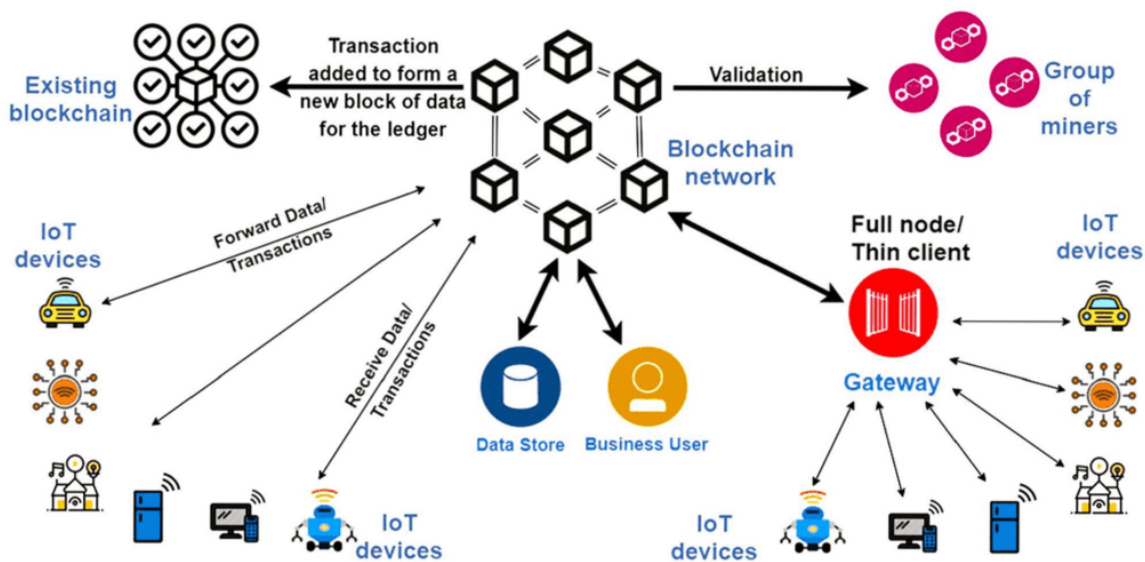 Existing
blockchain
Transaction
added to form a
new block of data
for the ledger
Validation
Group
of
miners
Blockchain
network
IoT
devices
Forward Data/
Transactions
Receive Data/
Transactions
Full node/
Thin client
IoT
devices
Gateway
Data Store
Business User
IoT
devices
IoT
devices